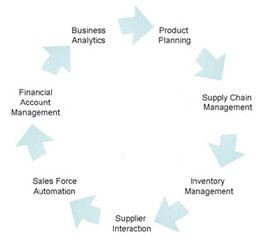 Business
Analytics
Product
Planning
Supply Chain
Management
Inventory
Management
Supplier
Interaction
Sales Force
Automation
Financial
Account
Management